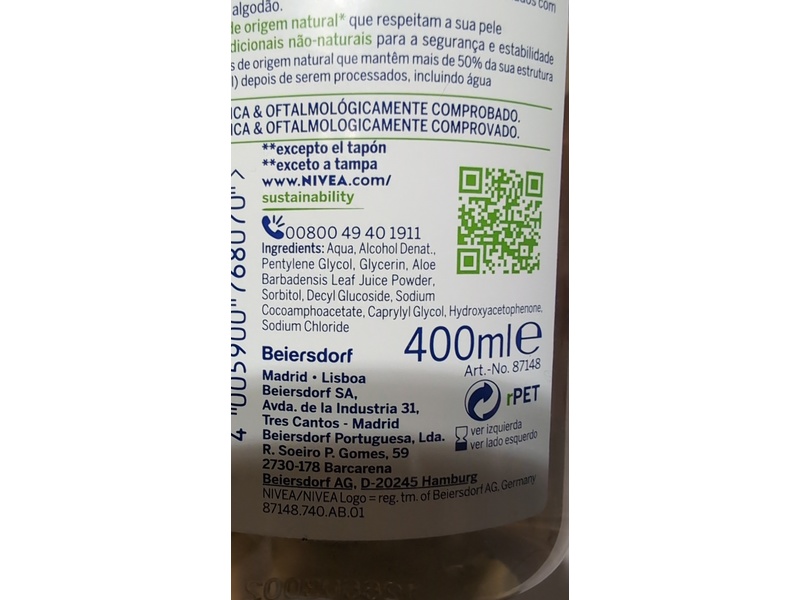 algodão.
de origem natural* que respeitam a sua pele
dicionais não-naturais para a segurança e estabilidade
s de origem natural que mantêm mais de 50% da sua estrutura
l) depois de serem processados, incluindo água
ICA & OFTALMOLÓGICAMENTE COMPROBADO.
ICA & OFTALMOLOGICAMENTE COMPROVADO.
**excepto el tapón
**exceto a tampa
www.NIVEA.com/
sustainability
00800 49 40 1911
Ingredients: Aqua, Alcohol Denat.,
Pentylene Glycol, Glycerin, Aloe
Barbadensis Leaf Juice Powder,
Sorbitol, Decyl Glucoside, Sodium
Cocoamphoacetate, Caprylyl Glycol, Hydroxyacetophenone,
Sodium Chloride
400ml e
Art.-No. 87148
rPET
ver izquierda
ver lado esquerdo
Beiersdorf
Madrid • Lisboa
Beiersdorf SA,
Avda. de la Industria 31,
Tres Cantos - Madrid
Beiersdorf Portuguesa, Lda.
R. Soeiro P. Gomes, 59
2730-178 Barcarena
Beiersdorf AG, D-20245 Hamburg
NIVEA/NIVEA Logo = reg. tm. of Beiersdorf AG, Germany
87148.740.AB.01
4 005900 768070 >